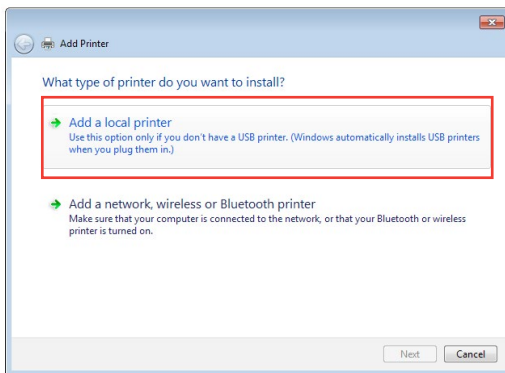 Add Printer
What type of printer do you want to install?
Add a local printer
Use this option only if you don't have a USB printer. (Windows automatically installs USB printers
when you plug them in.)
Add a network, wireless or Bluetooth printer
Make sure that your computer is connected to the network, or that your Bluetooth or wireless
printer is turned on.
Next Cancel